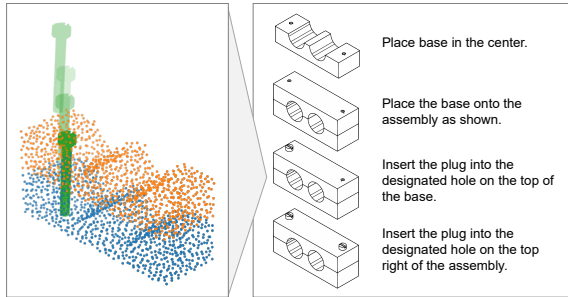 Place base in the center.
Place the base onto the
assembly as shown.
Insert the plug into the
designated hole on the top of
the base.
Insert the plug into the
designated hole on the top
right of the assembly.